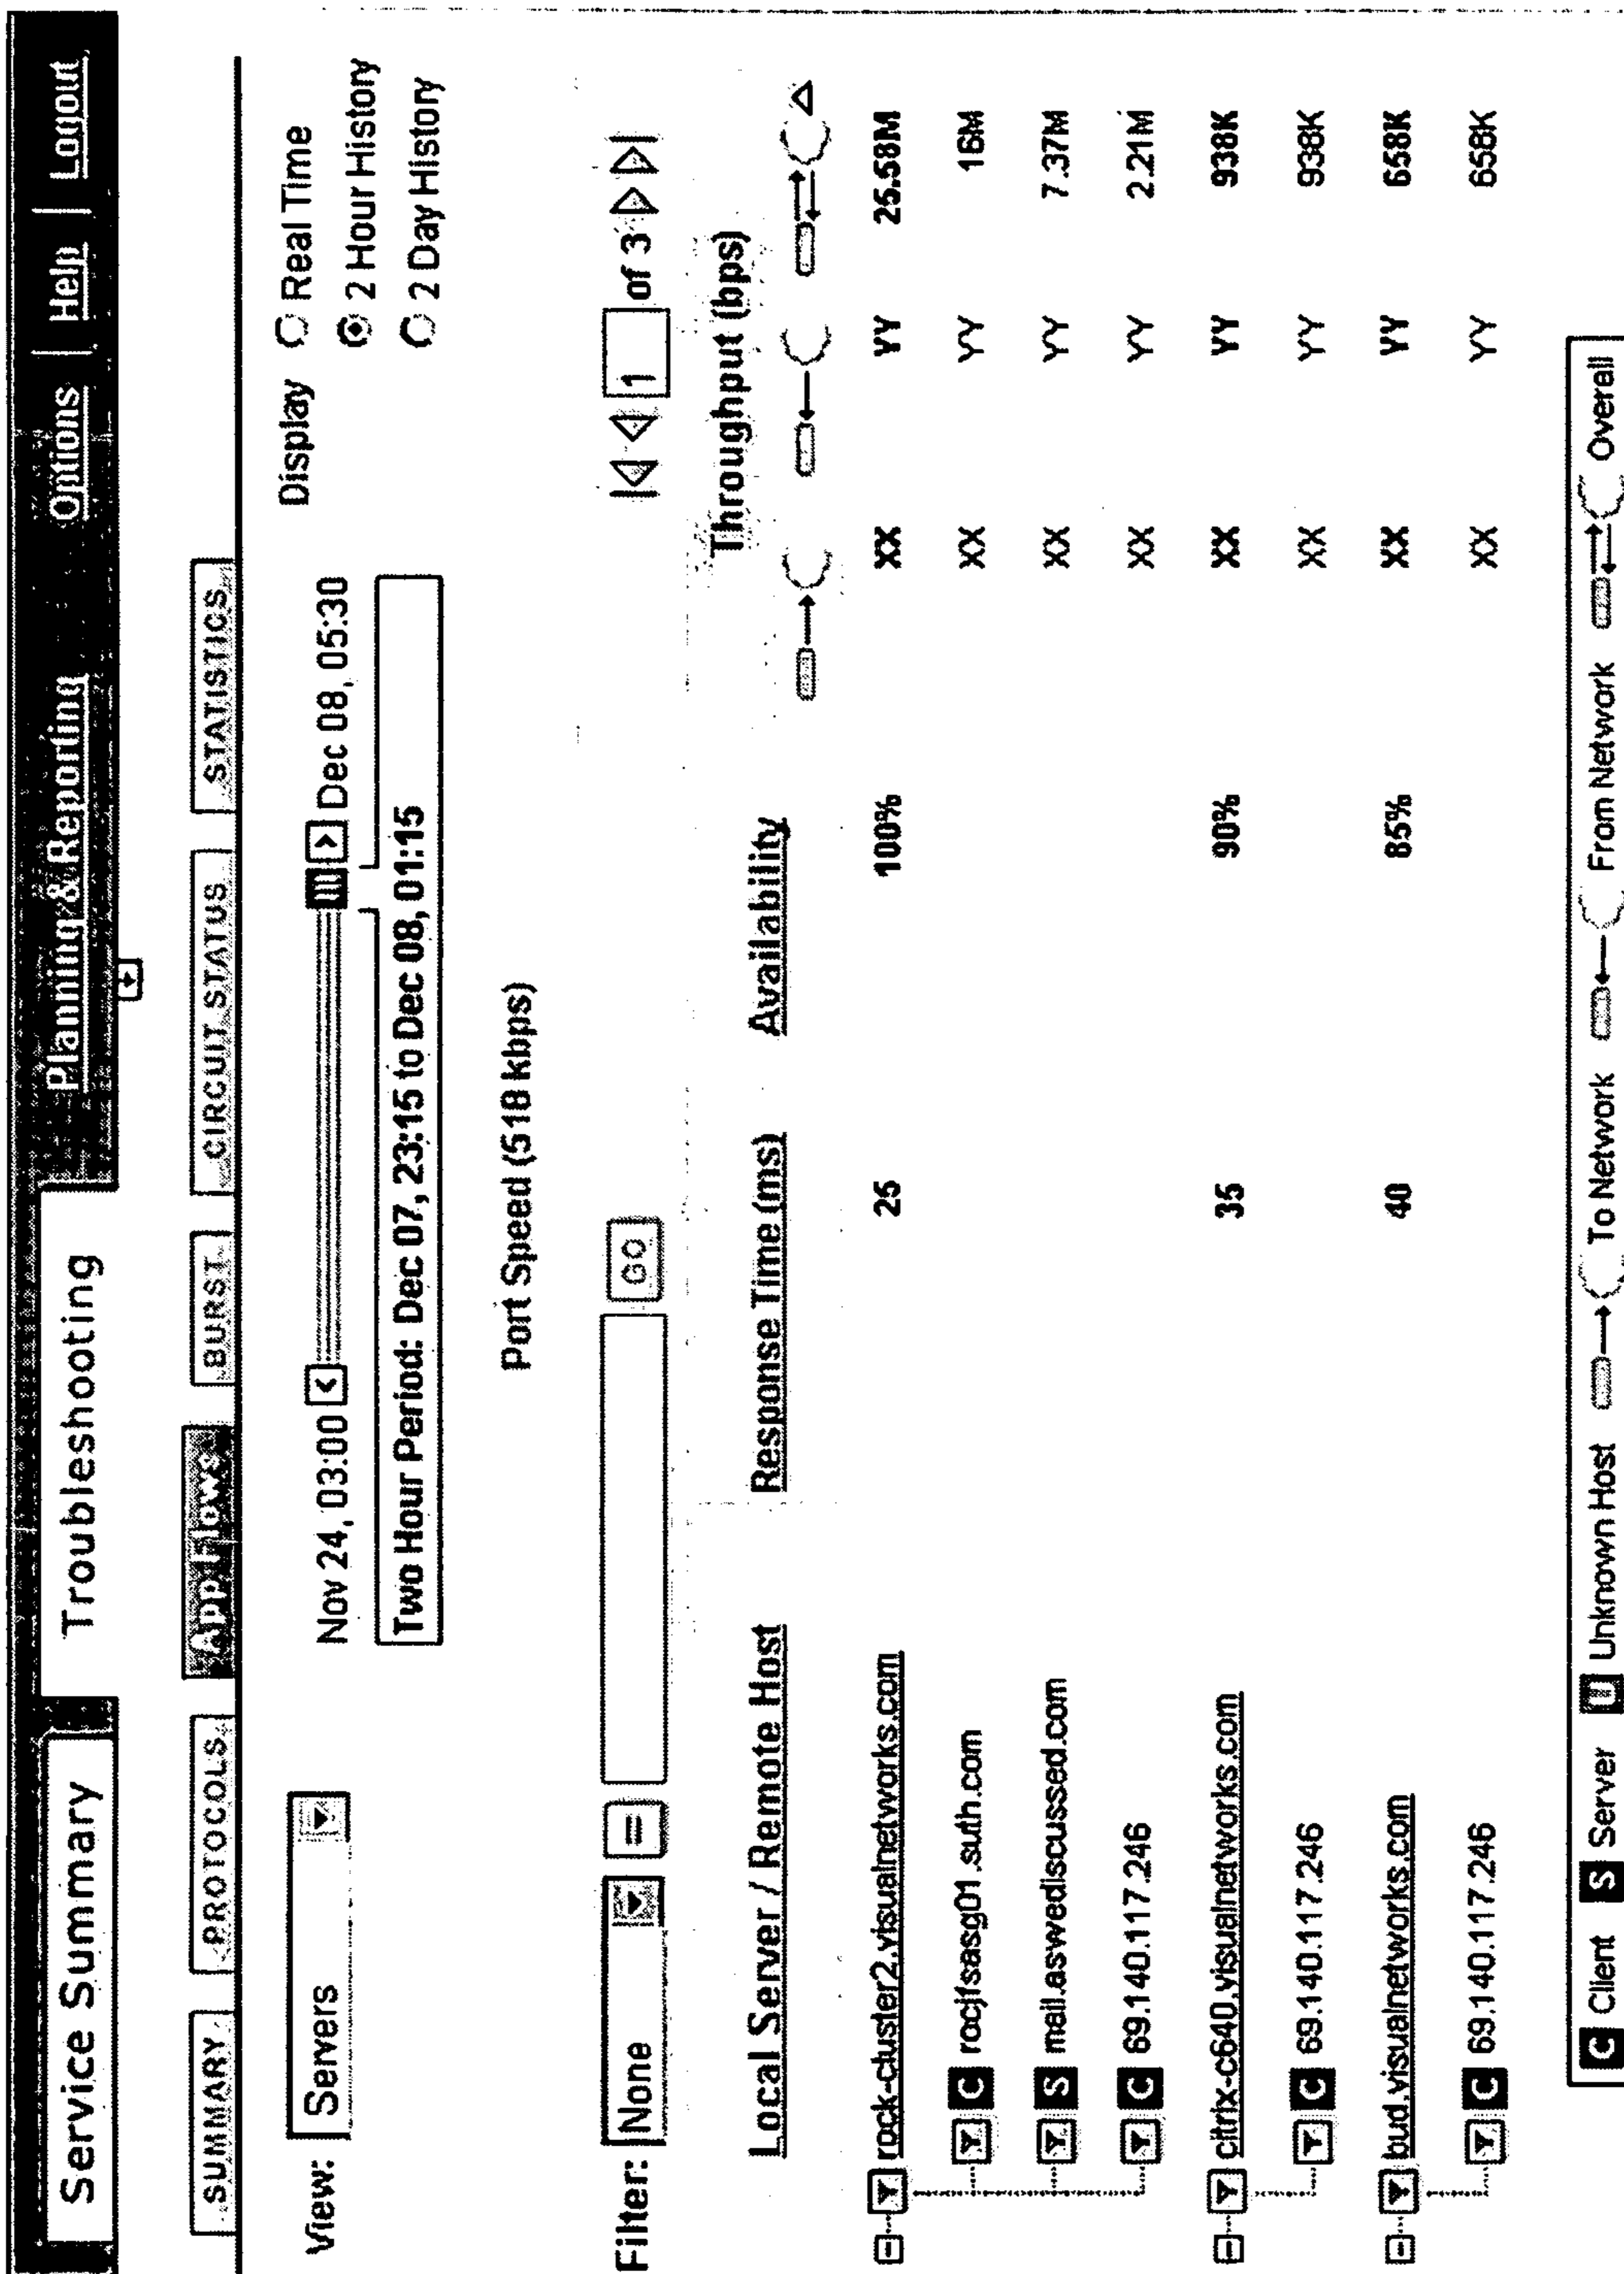 Service Summary Troubleshooting Planning & Reporting Options | Help | Logout
SUMMARY PROTOCOLS App Flows BURST CIRCUIT STATUS STATISTICS
View: Servers Nov 24, 03:00 < > Dec 08, 05:30 Display Real Time
2 Hour History
Two Hour Period: Dec 07, 23:15 to Dec 08, 01:15
2 Day History
Port Speed (518 kbps)
Filter: None = GO 1 of 3
Throughput (bps)
Local Server / Remote Host Response Time (ms) Availability
rock-cluster2.visualnetworks.com 25 100% XX YY 25.58M
C rocjfsasg01.suth.com XX YY 16M
S mail.aswediscussed.com XX YY 7.37M
C 69.140.117.246 XX YY 2.21M
citrix-c640.visualnetworks.com 35 90% XX YY 938K
C 69.140.117.246 XX YY 938K
bud.visualnetworks.com 40 85% XX YY 658K
C 69.140.117.246 XX YY 658K
C Client S Server U Unknown Host To Network From Network Overall